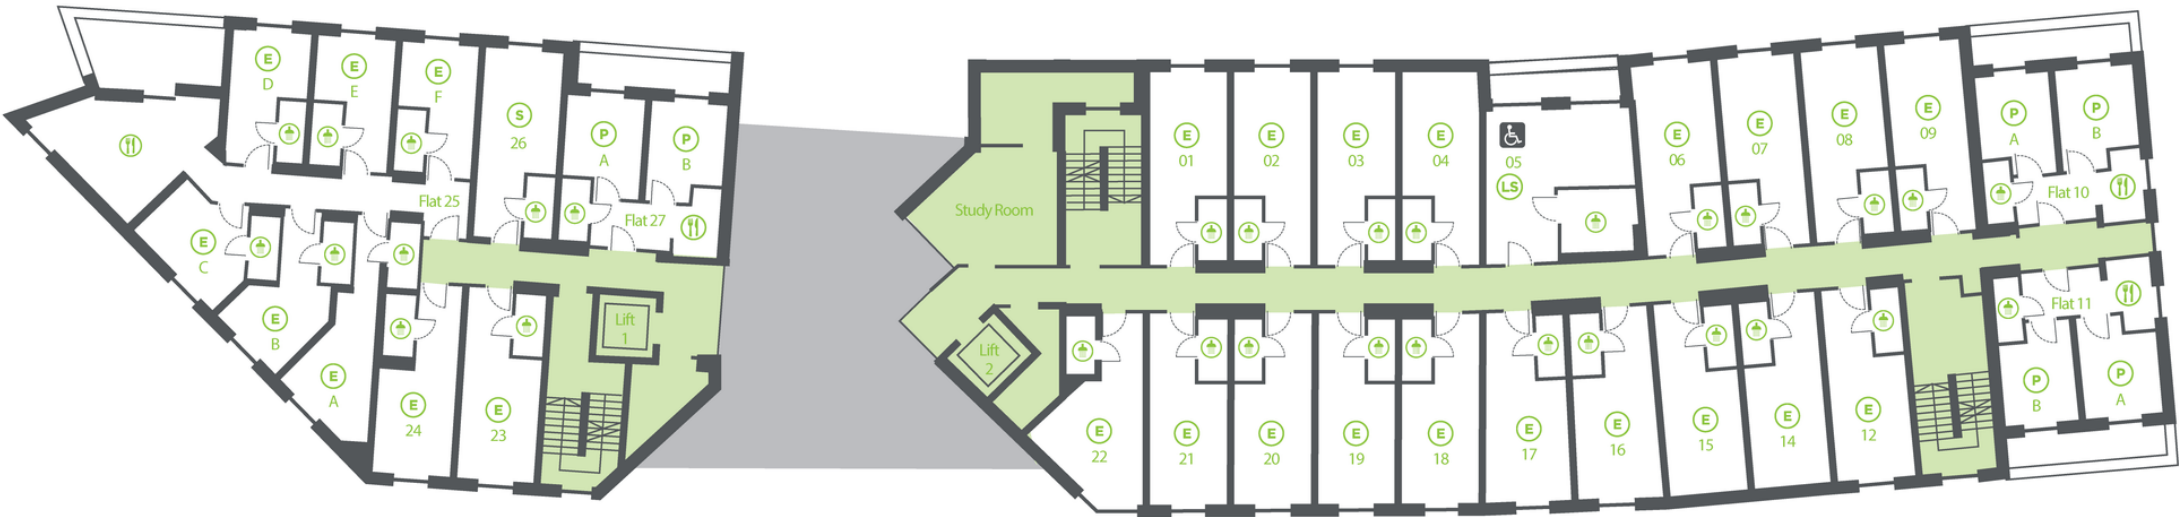 E
D
E
E
E
F
S
26
P
A
P
B
Flat 25
Flat 27
E
C
E
B
E
A
E
24
E
23
Lift
1
Study Room
Lift
2
E
01
E
02
E
03
E
04
05
LS
E
06
E
07
E
08
E
09
P
A
P
B
Flat 10
Flat 11
P
B
P
A
E
22
E
21
E
20
E
19
E
18
E
17
E
16
E
15
E
14
E
12